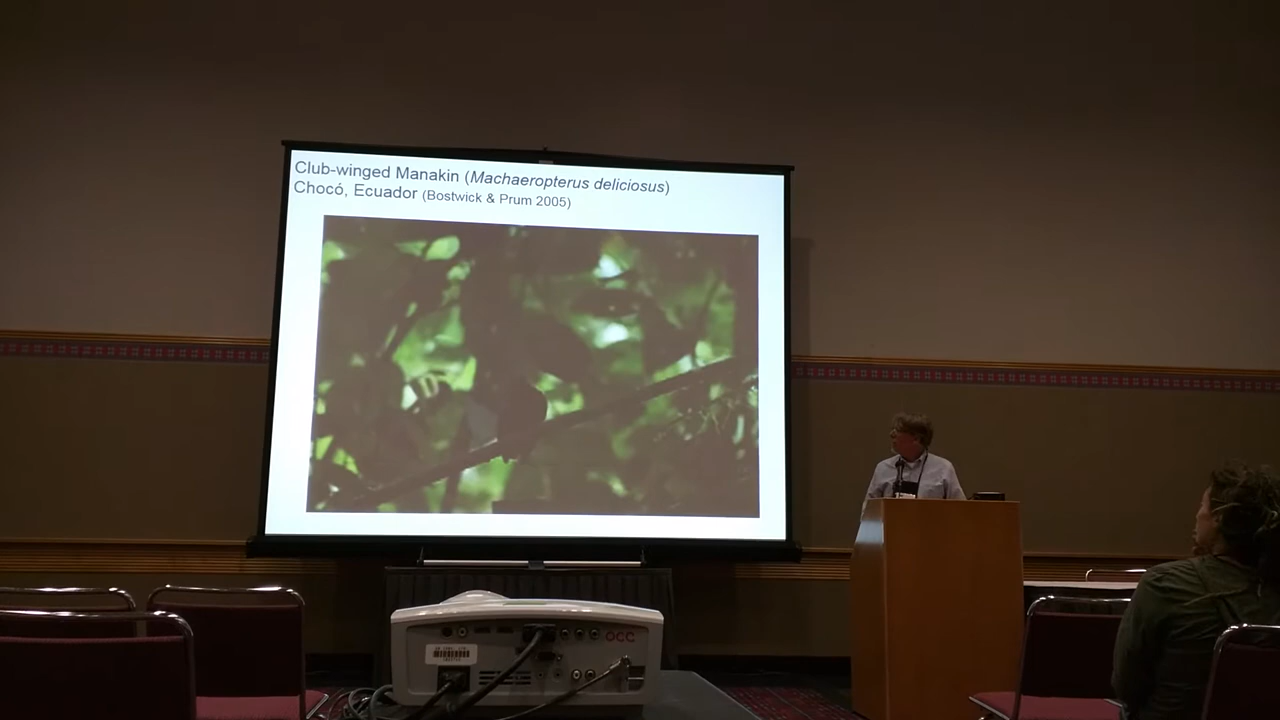 Club-winged Manakin (Machaeropterus deliciosus)
Chocó, Ecuador (Bostwick & Prum 2005)
OCC